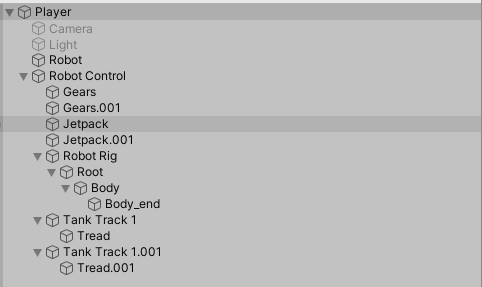 Player
Camera
Light
Robot
Robot Control
Gears
Gears.001
Jetpack
Jetpack.001
Robot Rig
Root
Body
Body_end
Tank Track 1
Tread
Tank Track 1.001
Tread.001